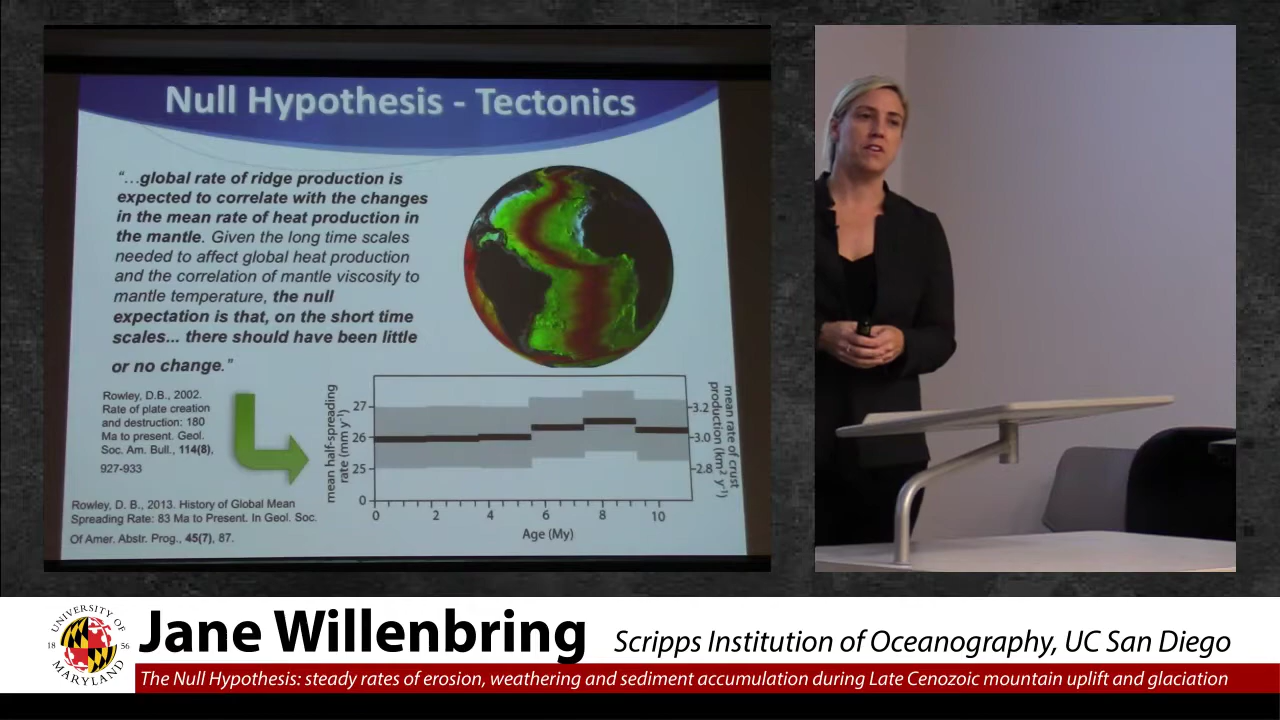 Null Hypothesis - Tectonics
“...global rate of ridge production is
expected to correlate with the changes
in the mean rate of heat production in
the mantle. Given the long time scales
needed to affect global heat production
and the correlation of mantle viscosity to
mantle temperature, the null
expectation is that, on the short time
scales... there should have been little
or no change.”
Rowley, D.B., 2002.
Rate of plate creation
and destruction: 180
Ma to present. Geol.
Soc. Am. Bull., 114(8),
927-933
Rowley, D. B., 2013. History of Global Mean
Spreading Rate: 83 Ma to Present. In Geol. Soc.
Of Amer. Abstr. Prog., 45(7), 87.
mean half-spreading
rate (mm y-1)
27
26
25
0
0 2 4 6 8 10
Age (My)
3.2
3.0
2.8
mean rate of crust
production (km2 y-1)
UNIVERSITY OF
18 56
MARYLAND
Jane Willenbring
Scripps Institution of Oceanography, UC San Diego
The Null Hypothesis: steady rates of erosion, weathering and sediment accumulation during Late Cenozoic mountain uplift and glaciation